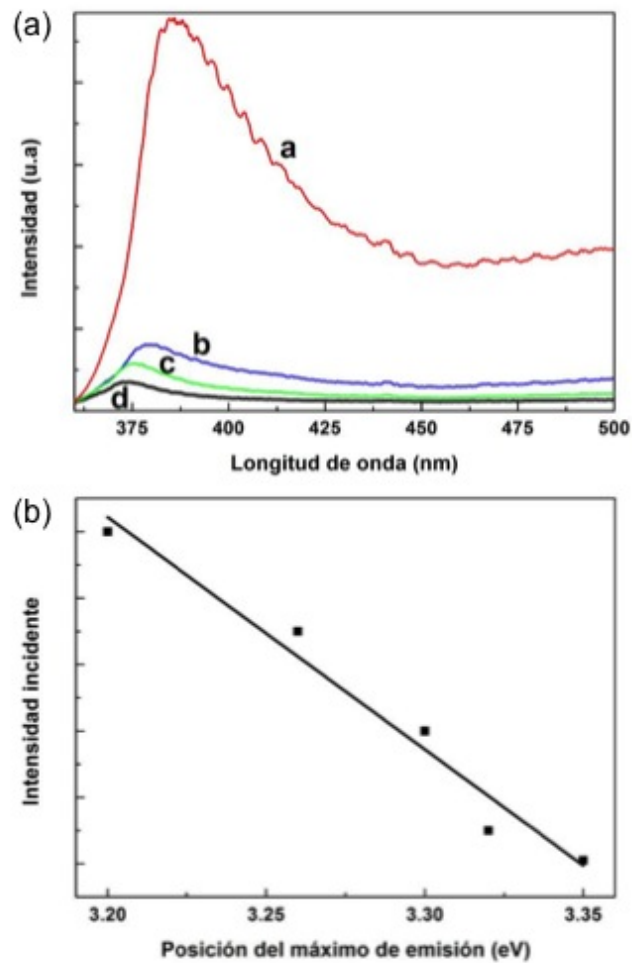 (a)
Intensidad (u.a)
a
b
c
d
375 400 425 450 475 500
Longitud de onda (nm)
(b)
Intensidad incidente
3.20 3.25 3.30 3.35
Posición del máximo de emisión (eV)